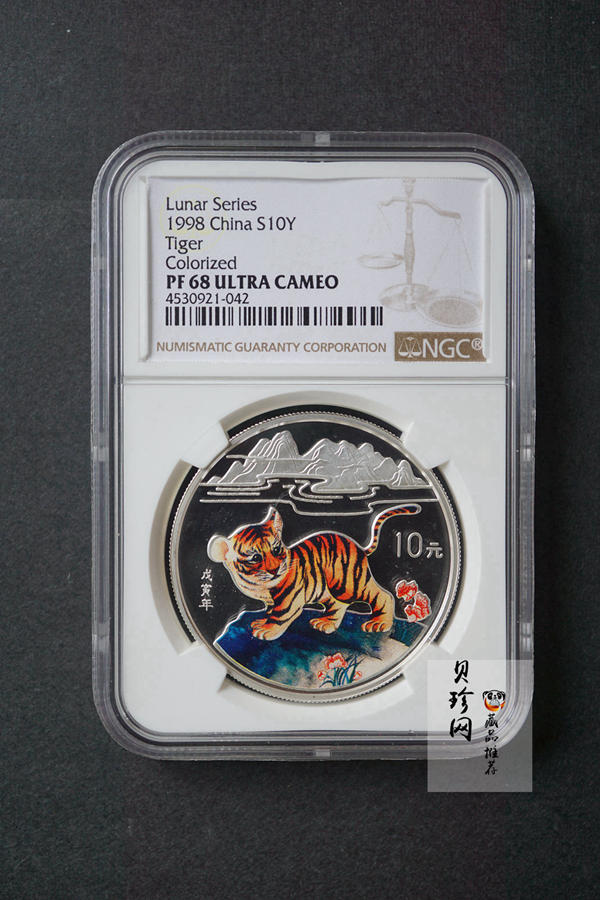 Lunar Series
1998 China S10Y
Tiger
Colorized
PF 68 ULTRA CAMEO
4530921-042
NUMISMATIC GUARANTY CORPORATION
NGC®
10元
戊寅年
贝珍网
藏品推荐